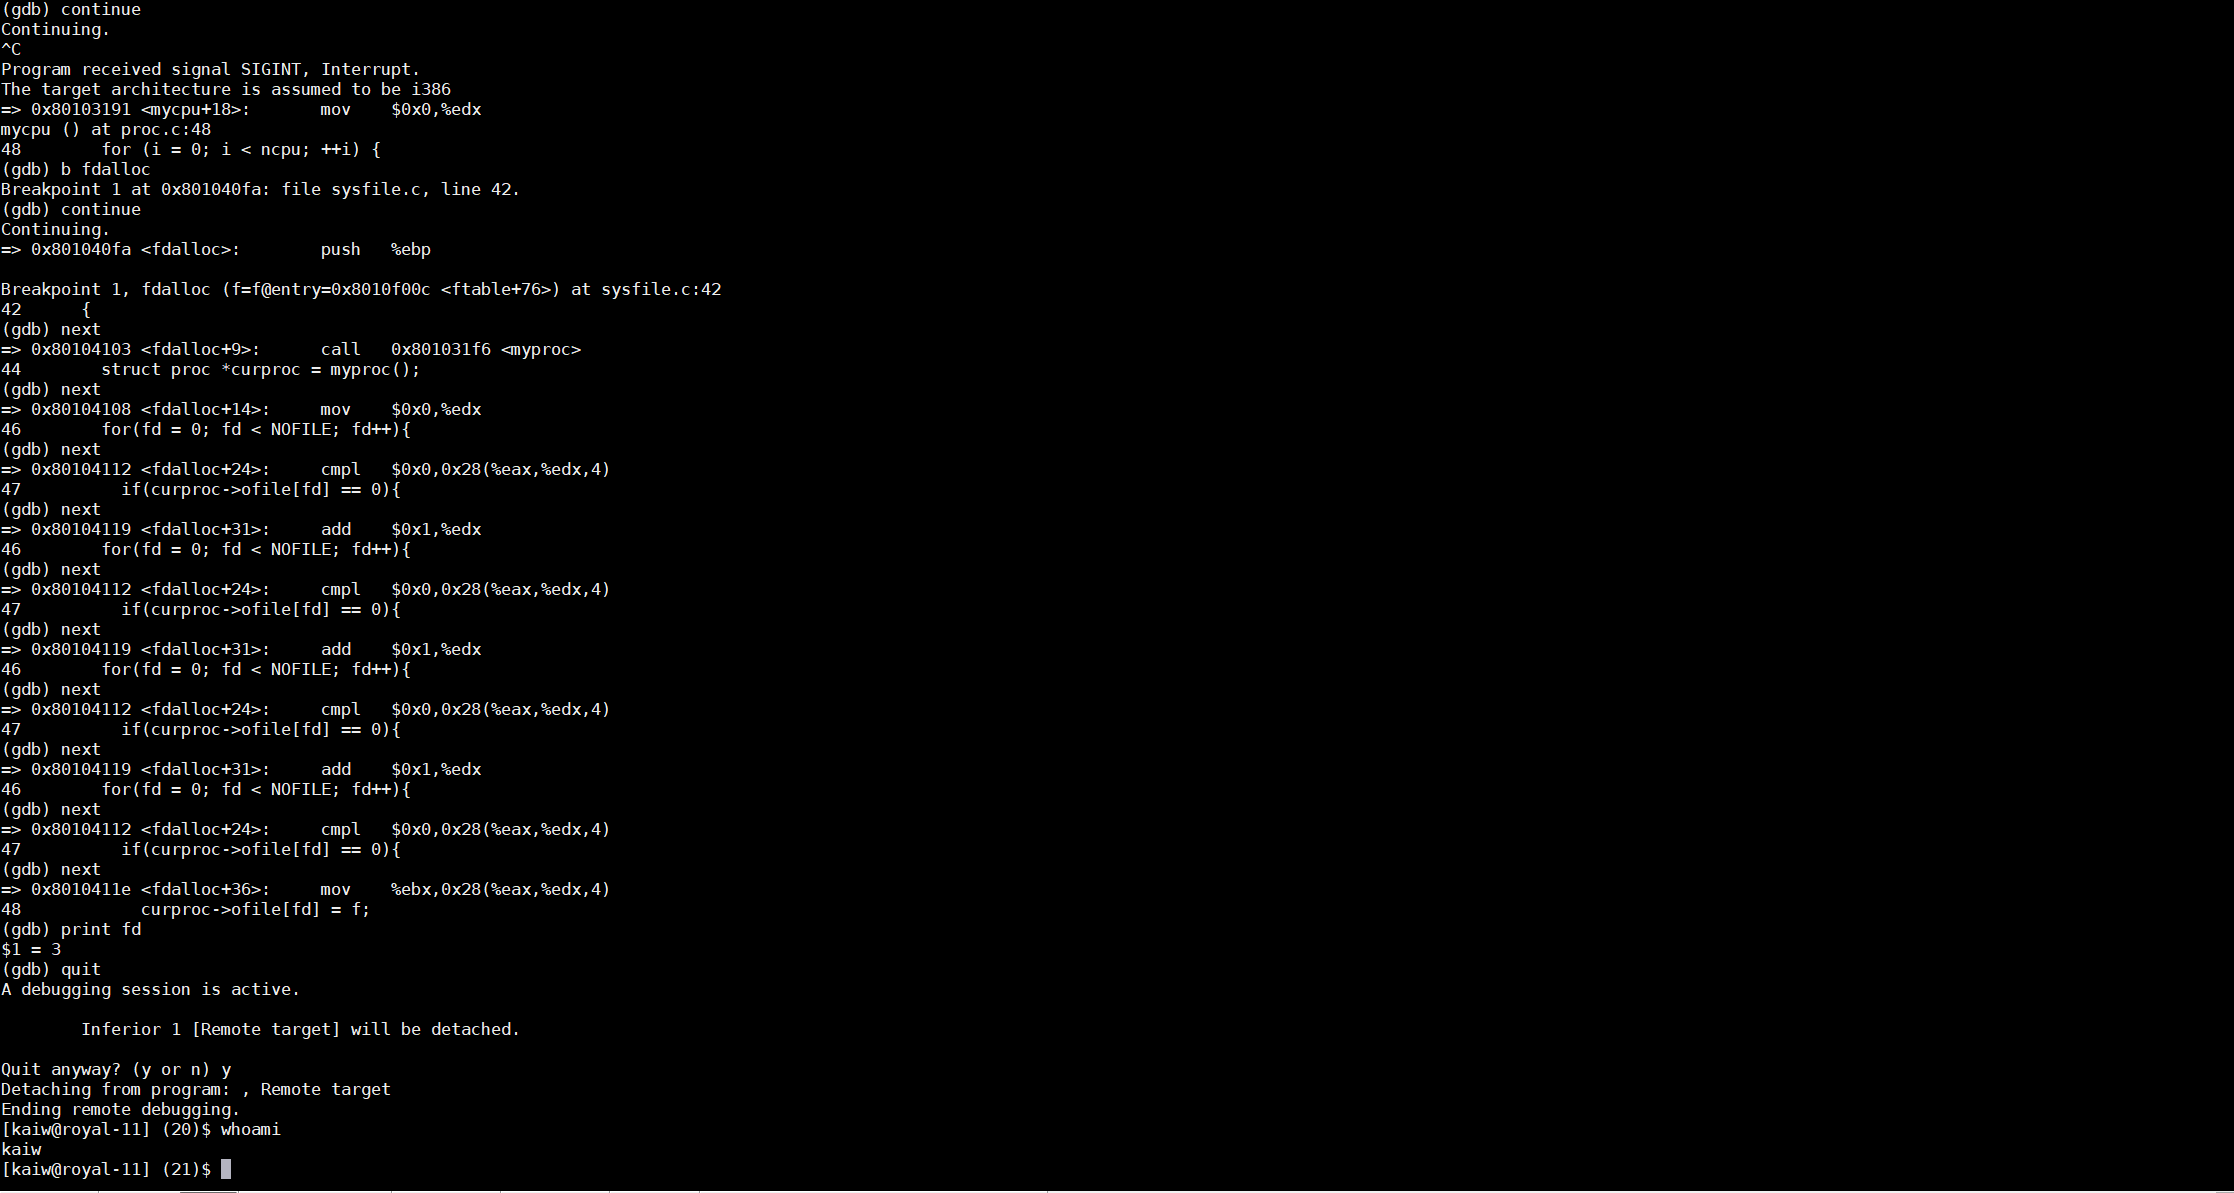 (gdb) continue
Continuing.
^C
Program received signal SIGINT, Interrupt.
The target architecture is assumed to be i386
=> 0x80103191 <mycpu+18>:       mov    $0x0,%edx
mycpu () at proc.c:48
48        for (i = 0; i < ncpu; ++i) {
(gdb) b fdalloc
Breakpoint 1 at 0x801040fa: file sysfile.c, line 42.
(gdb) continue
Continuing.
=> 0x801040fa <fdalloc>:        push   %ebp

Breakpoint 1, fdalloc (f=f@entry=0x8010f00c <ftable+76>) at sysfile.c:42
42      {
(gdb) next
=> 0x80104103 <fdalloc+9>:      call   0x801031f6 <myproc>
44        struct proc *curproc = myproc();
(gdb) next
=> 0x80104108 <fdalloc+14>:     mov    $0x0,%edx
46        for(fd = 0; fd < NOFILE; fd++){
(gdb) next
=> 0x80104112 <fdalloc+24>:     cmpl   $0x0,0x28(%eax,%edx,4)
47          if(curproc->ofile[fd] == 0){
(gdb) next
=> 0x80104119 <fdalloc+31>:     add    $0x1,%edx
46        for(fd = 0; fd < NOFILE; fd++){
(gdb) next
=> 0x80104112 <fdalloc+24>:     cmpl   $0x0,0x28(%eax,%edx,4)
47          if(curproc->ofile[fd] == 0){
(gdb) next
=> 0x80104119 <fdalloc+31>:     add    $0x1,%edx
46        for(fd = 0; fd < NOFILE; fd++){
(gdb) next
=> 0x80104112 <fdalloc+24>:     cmpl   $0x0,0x28(%eax,%edx,4)
47          if(curproc->ofile[fd] == 0){
(gdb) next
=> 0x80104119 <fdalloc+31>:     add    $0x1,%edx
46        for(fd = 0; fd < NOFILE; fd++){
(gdb) next
=> 0x80104112 <fdalloc+24>:     cmpl   $0x0,0x28(%eax,%edx,4)
47          if(curproc->ofile[fd] == 0){
(gdb) next
=> 0x8010411e <fdalloc+36>:     mov    %ebx,0x28(%eax,%edx,4)
48            curproc->ofile[fd] = f;
(gdb) print fd
$1 = 3
(gdb) quit
A debugging session is active.

        Inferior 1 [Remote target] will be detached.

Quit anyway? (y or n) y
Detaching from program: , Remote target
Ending remote debugging.
[kaiw@royal-11] (20)$ whoami
kaiw
[kaiw@royal-11] (21)$